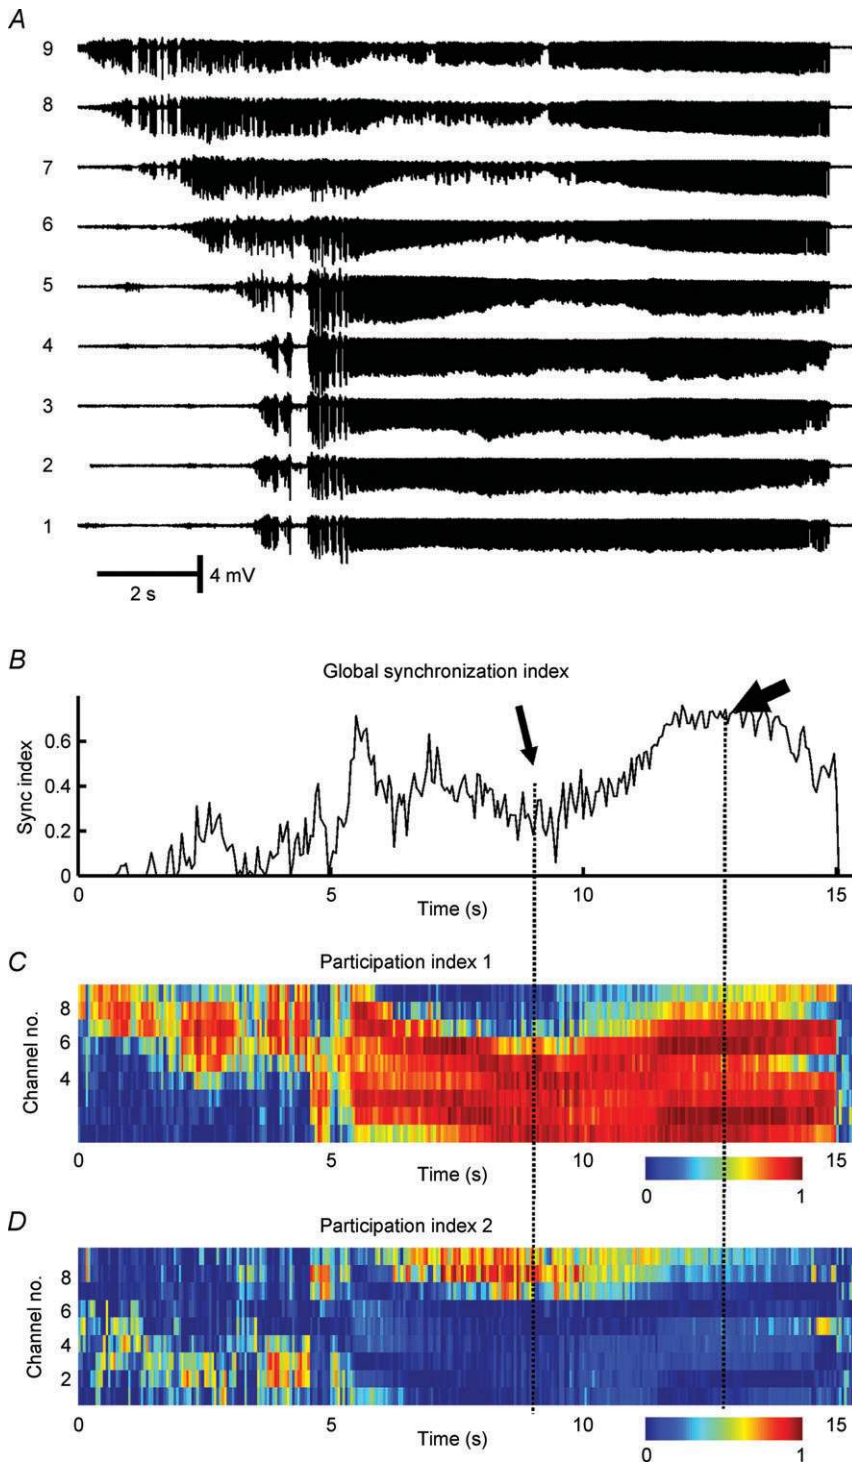 A
9
8
7
6
5
4
3
2
1
4 mV
2 s
B
Global synchronization index
Sync index
0.6
0.4
0.2
0
0 5 10 15
Time (s)
C
Participation index 1
Channel no.
8
6
4
0 5 10 15
Time (s)
0 1
D
Participation index 2
Channel no.
8
6
4
2
0 5 10 15
Time (s)
0 1